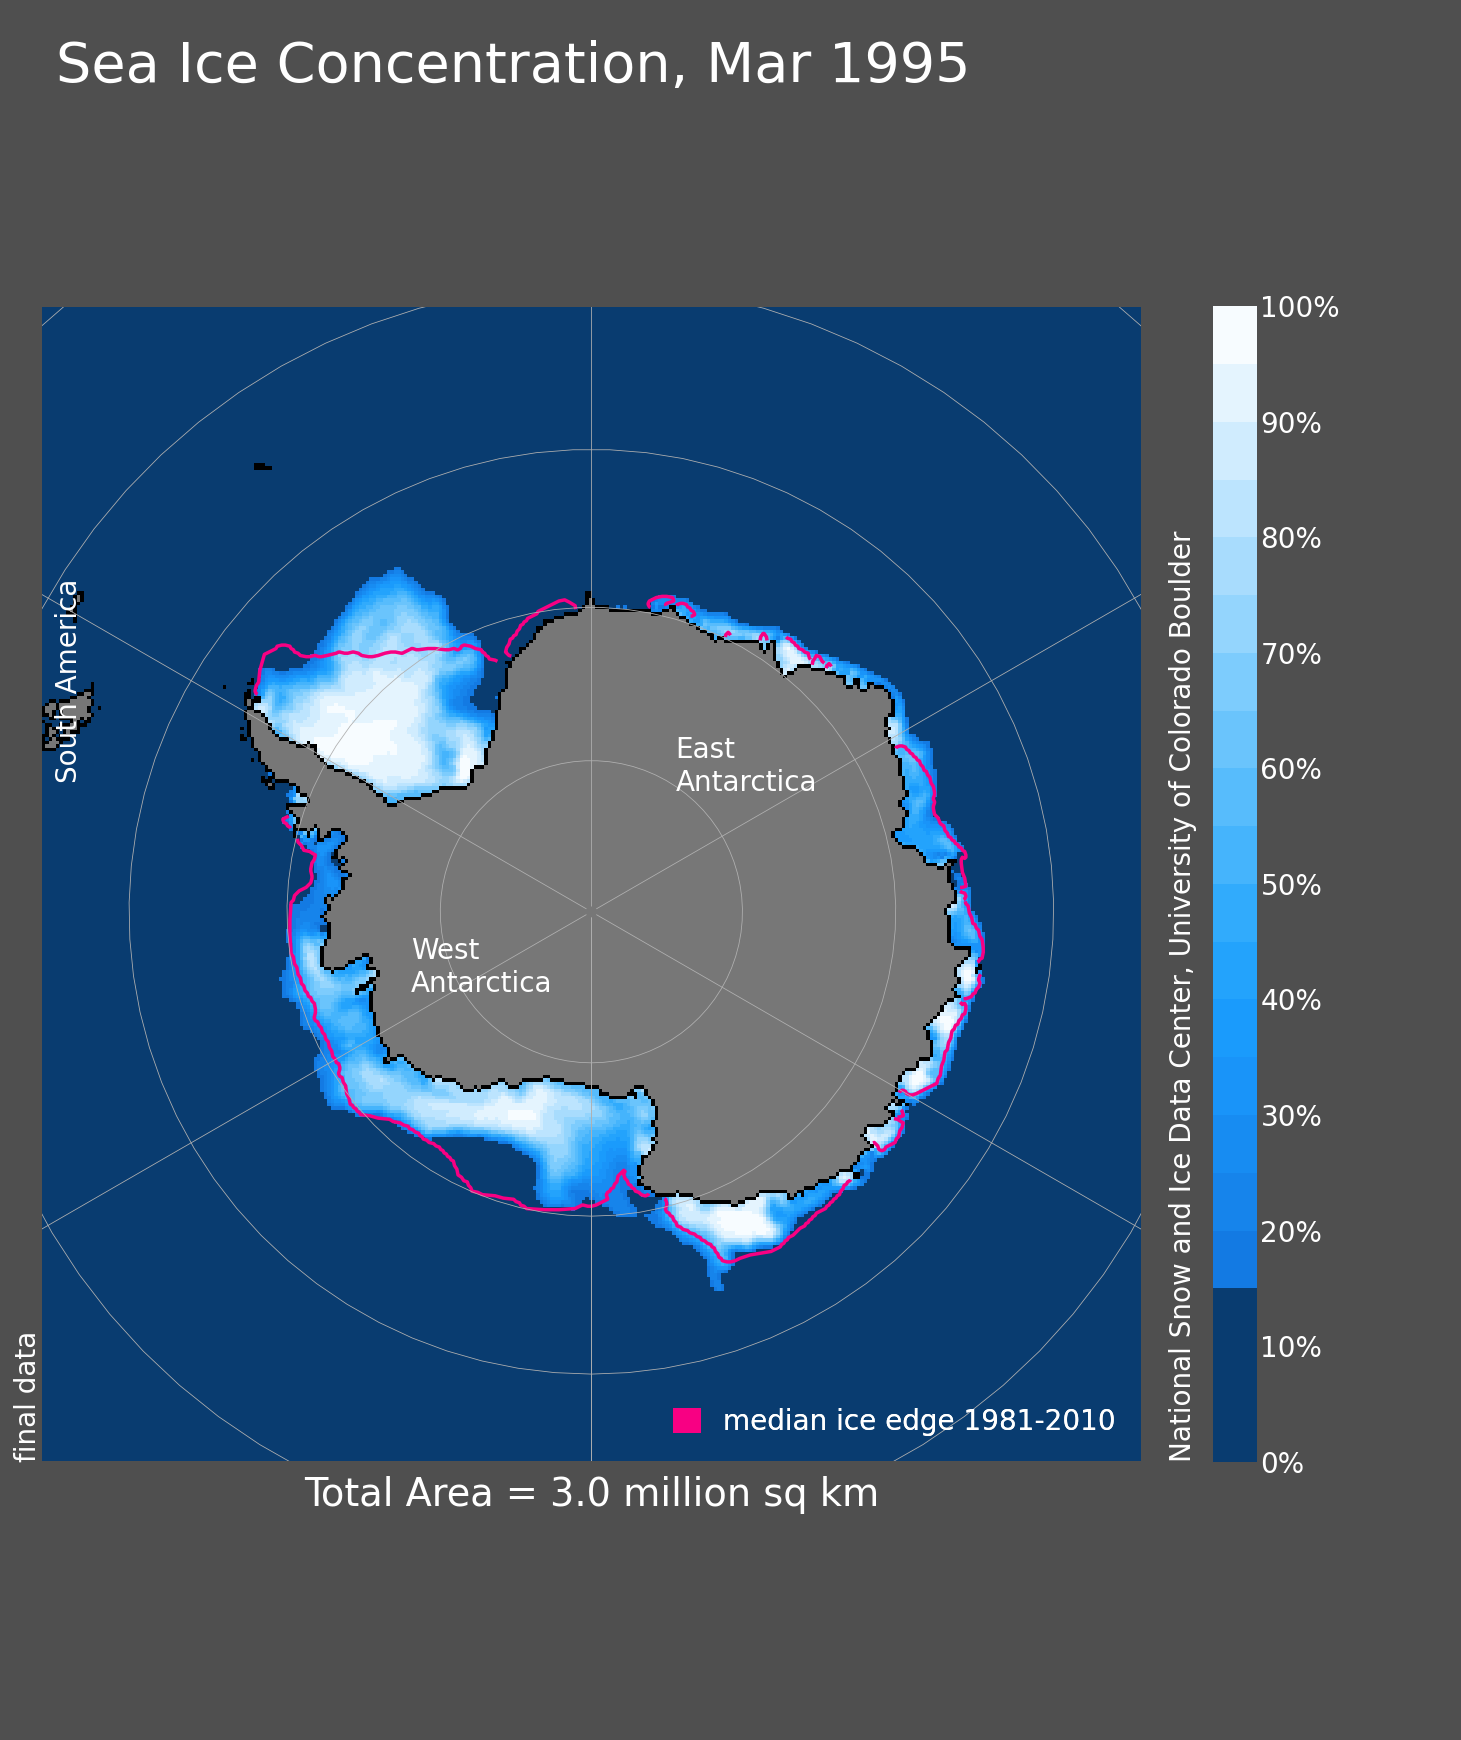 Sea Ice Concentration, Mar 1995
South America
East
Antarctica
West
Antarctica
median ice edge 1981-2010
final data
Total Area = 3.0 million sq km
National Snow and Ice Data Center, University of Colorado Boulder
100%
90%
80%
70%
60%
50%
40%
30%
20%
10%
0%